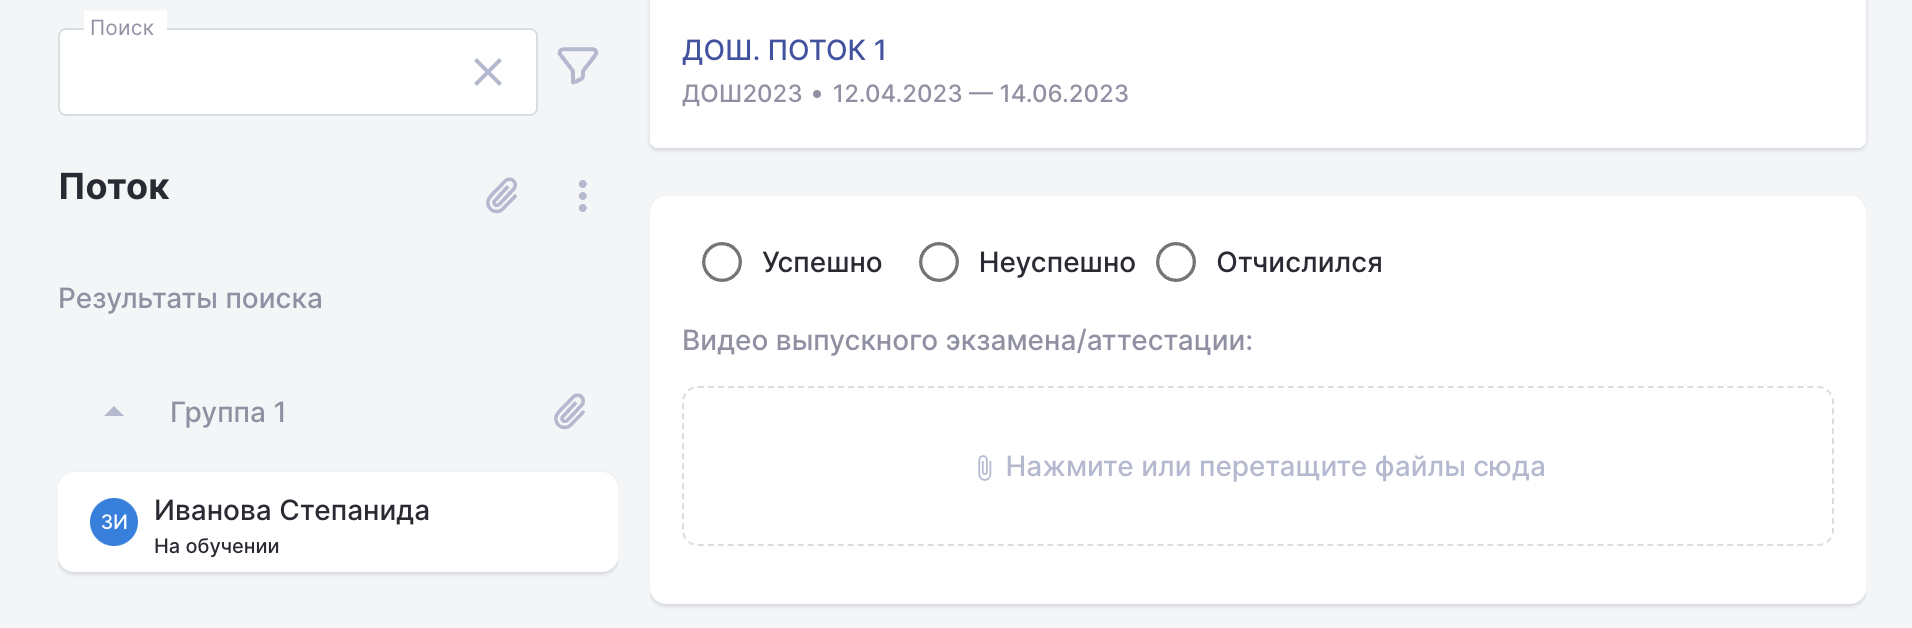 Поиск
Поток
Результаты поиска
Группа 1
ЗИ
Иванова Степанида
На обучении
ДОШ. ПОТОК 1
ДОШ2023 • 12.04.2023 — 14.06.2023
Успешно Неуспешно Отчислился
Видео выпускного экзамена/аттестации:
Нажмите или перетащите файлы сюда